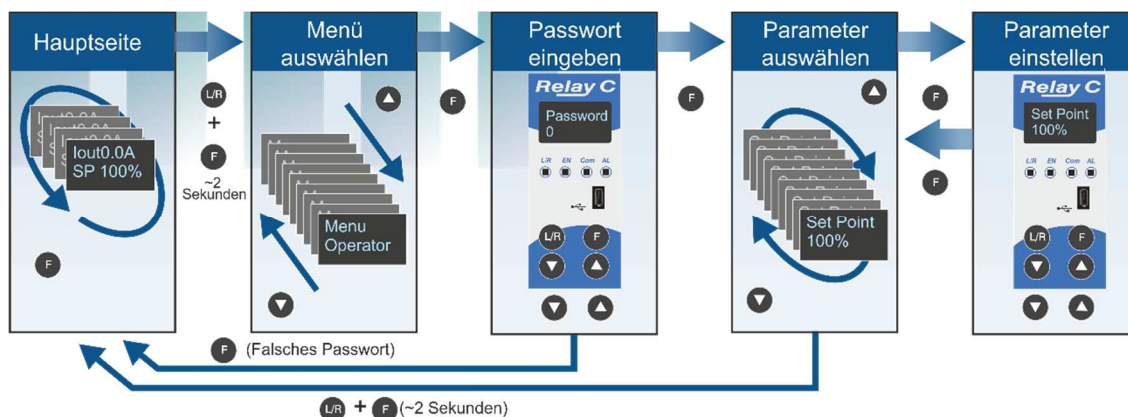 Hauptseite
Iout0.0A
SP 100%
F
L/R
+
F
~2
Sekunden
Menü
auswählen
Menu
Operator
F
Passwort
eingeben
Relay C
Password
0
L/R EN Com AL
L/R F
F
Parameter
auswählen
Set Point
100%
F
F
Parameter
einstellen
Relay C
Set Point
100%
L/R EN Com AL
L/R F
F (Falsches Passwort)
L/R + F (~2 Sekunden)